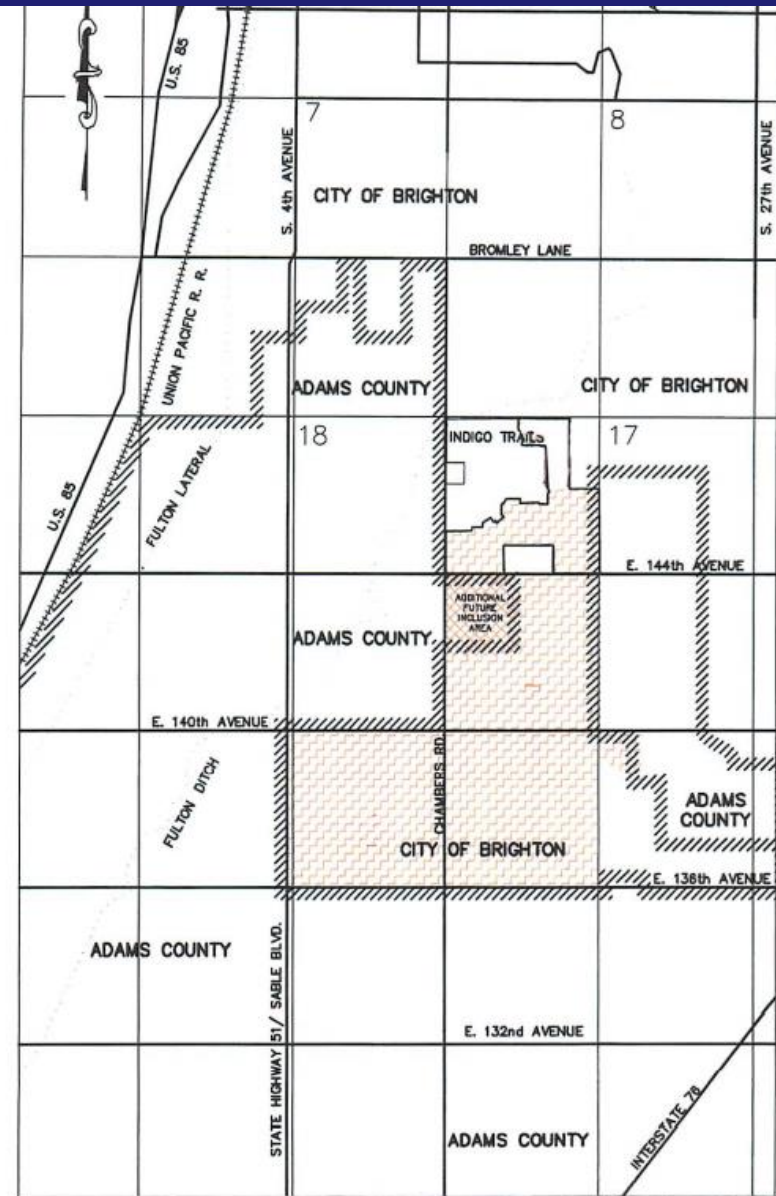 U.S. 85
7
8
S. 4th AVENUE
S. 27th AVENUE
CITY OF BRIGHTON
BROMLEY LANE
UNION PACIFIC R. R.
ADAMS COUNTY
CITY OF BRIGHTON
18
INDIGO TRAILS
17
U.S. 85
FULTON LATERAL
E. 144th AVENUE
ADDITIONAL
FUTURE
INCLUSION
AREA
ADAMS COUNTY
E. 140th AVENUE
CHAMBERS RD.
FULTON DITCH
ADAMS
COUNTY
CITY OF BRIGHTON
E. 136th AVENUE
ADAMS COUNTY
STATE HIGHWAY 51/ SABLE BLVD.
E. 132nd AVENUE
ADAMS COUNTY
INTERSTATE 76